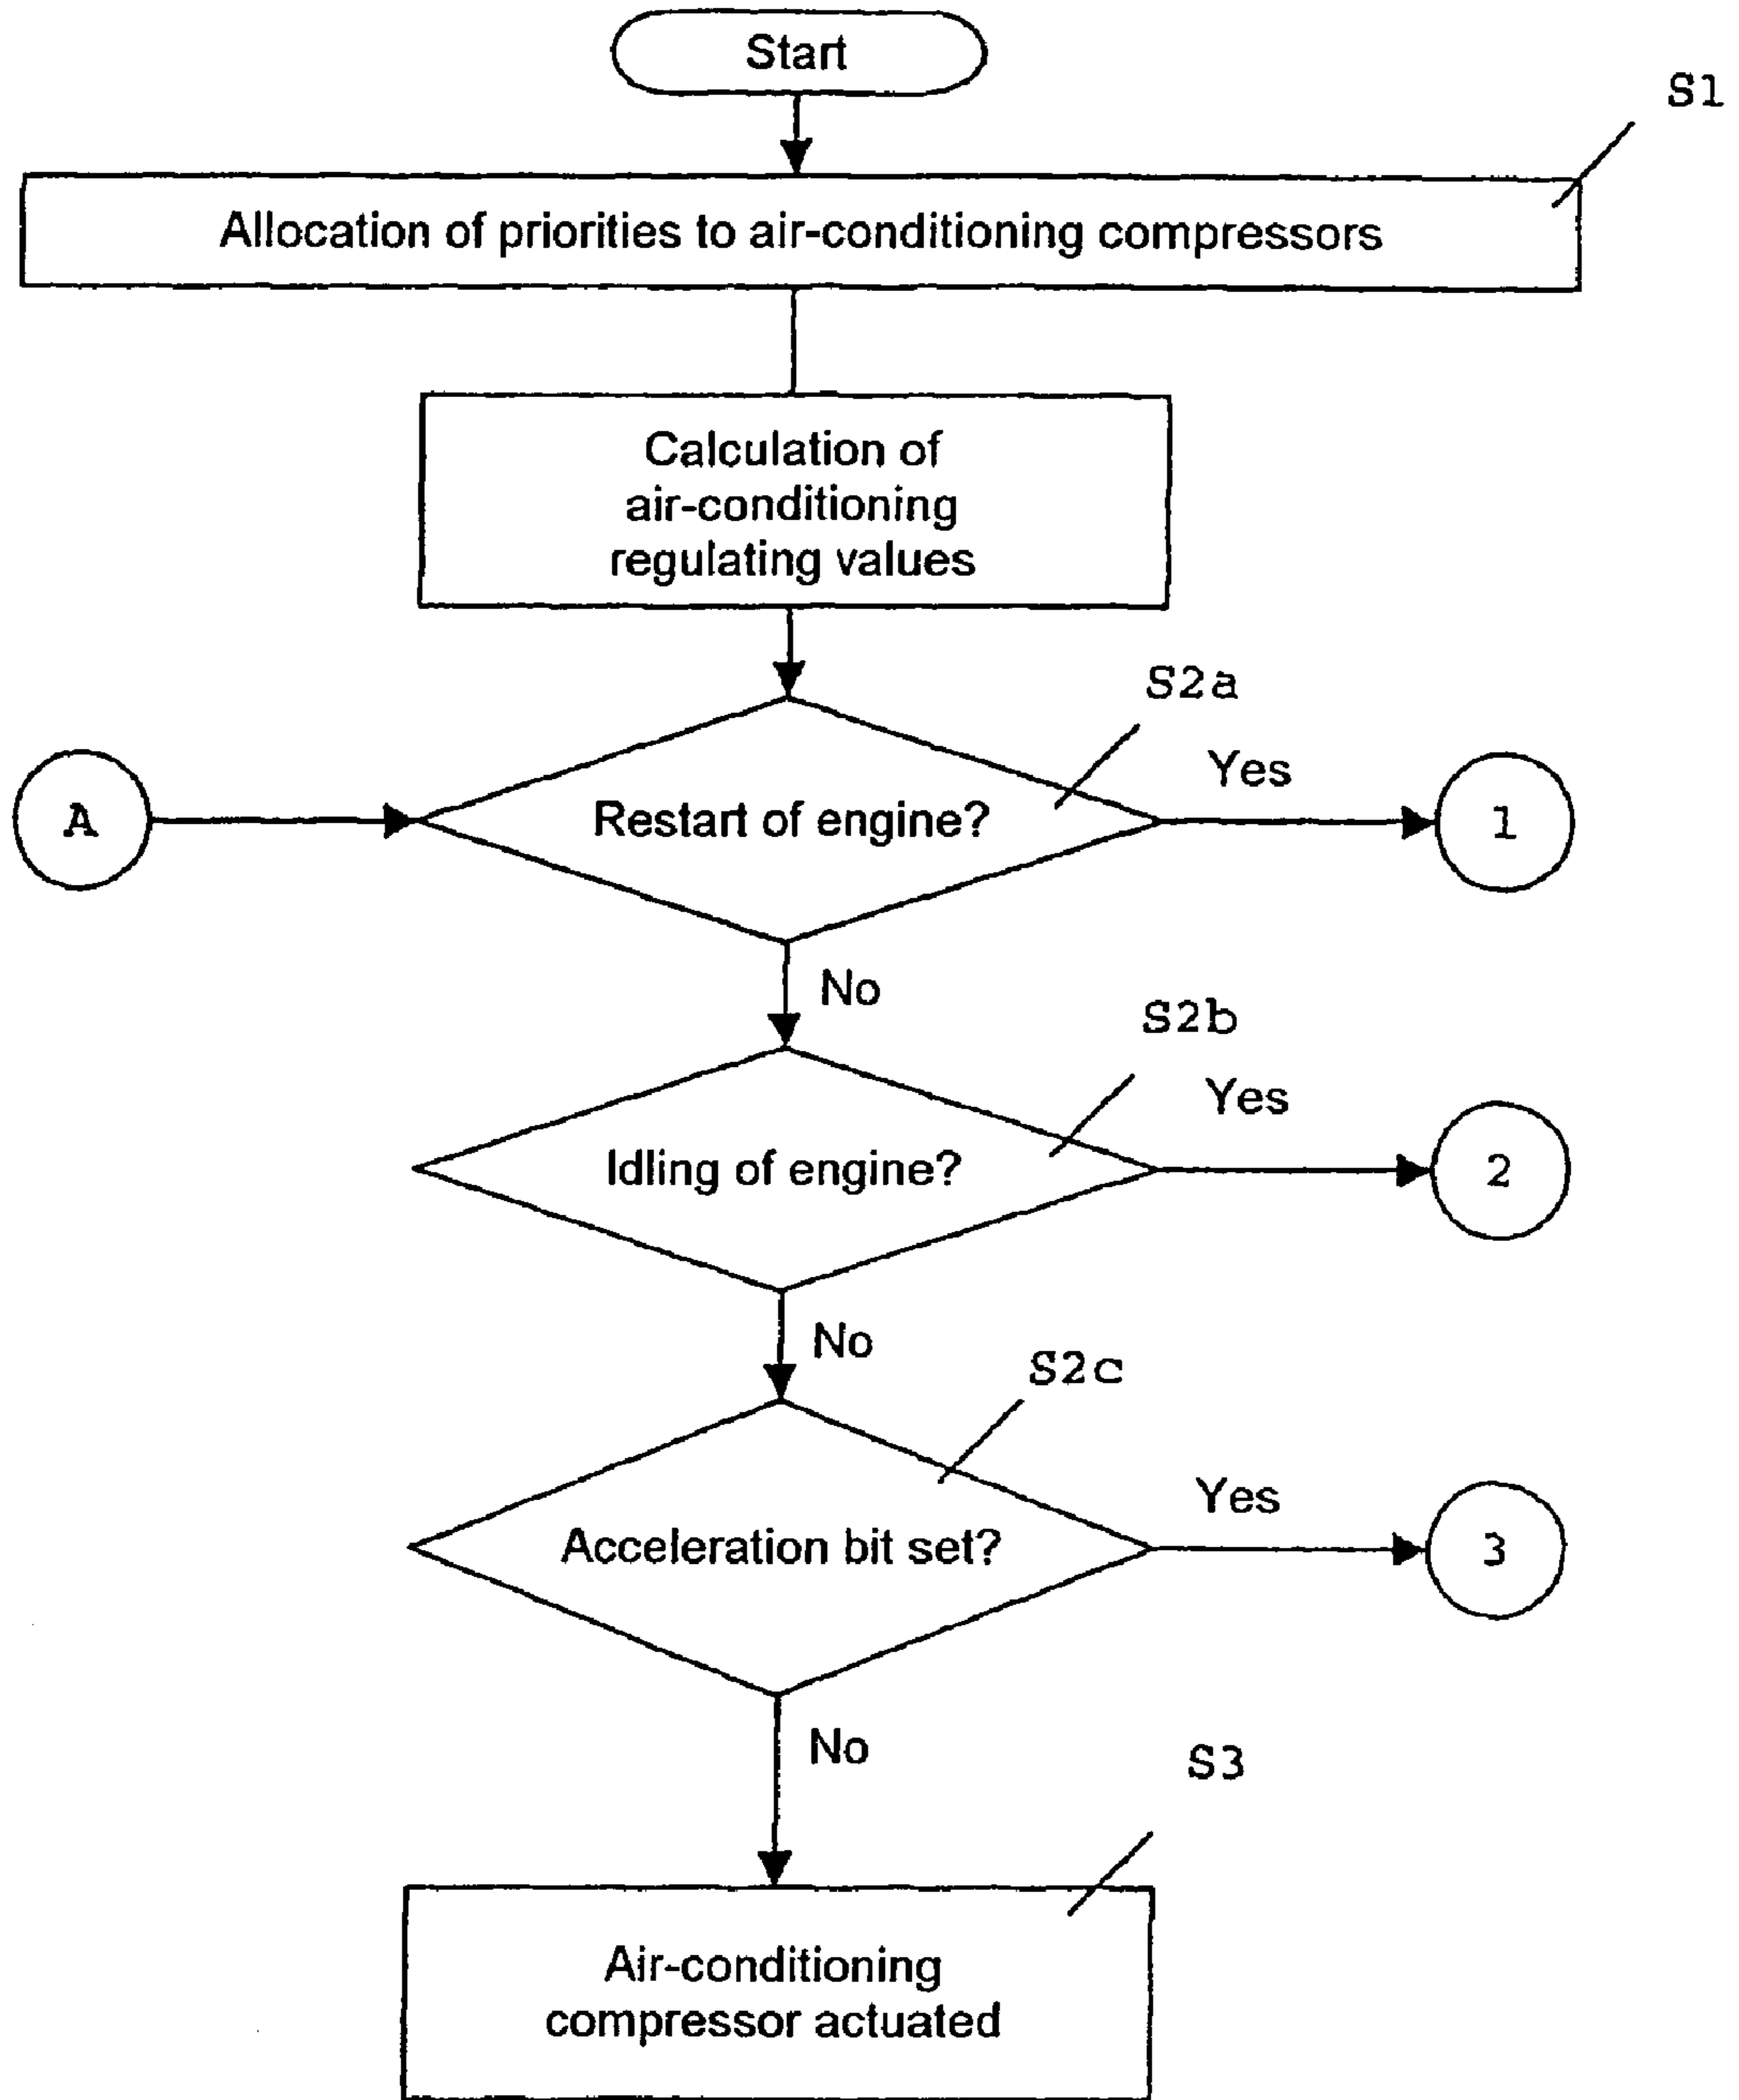 Start
S1
Allocation of priorities to air-conditioning compressors
Calculation of
air-conditioning
regulating values
S2a
Yes
A
Restart of engine?
1
No
S2b
Yes
Idling of engine?
2
No
S2c
Yes
Acceleration bit set?
3
No
S3
Air-conditioning
compressor actuated